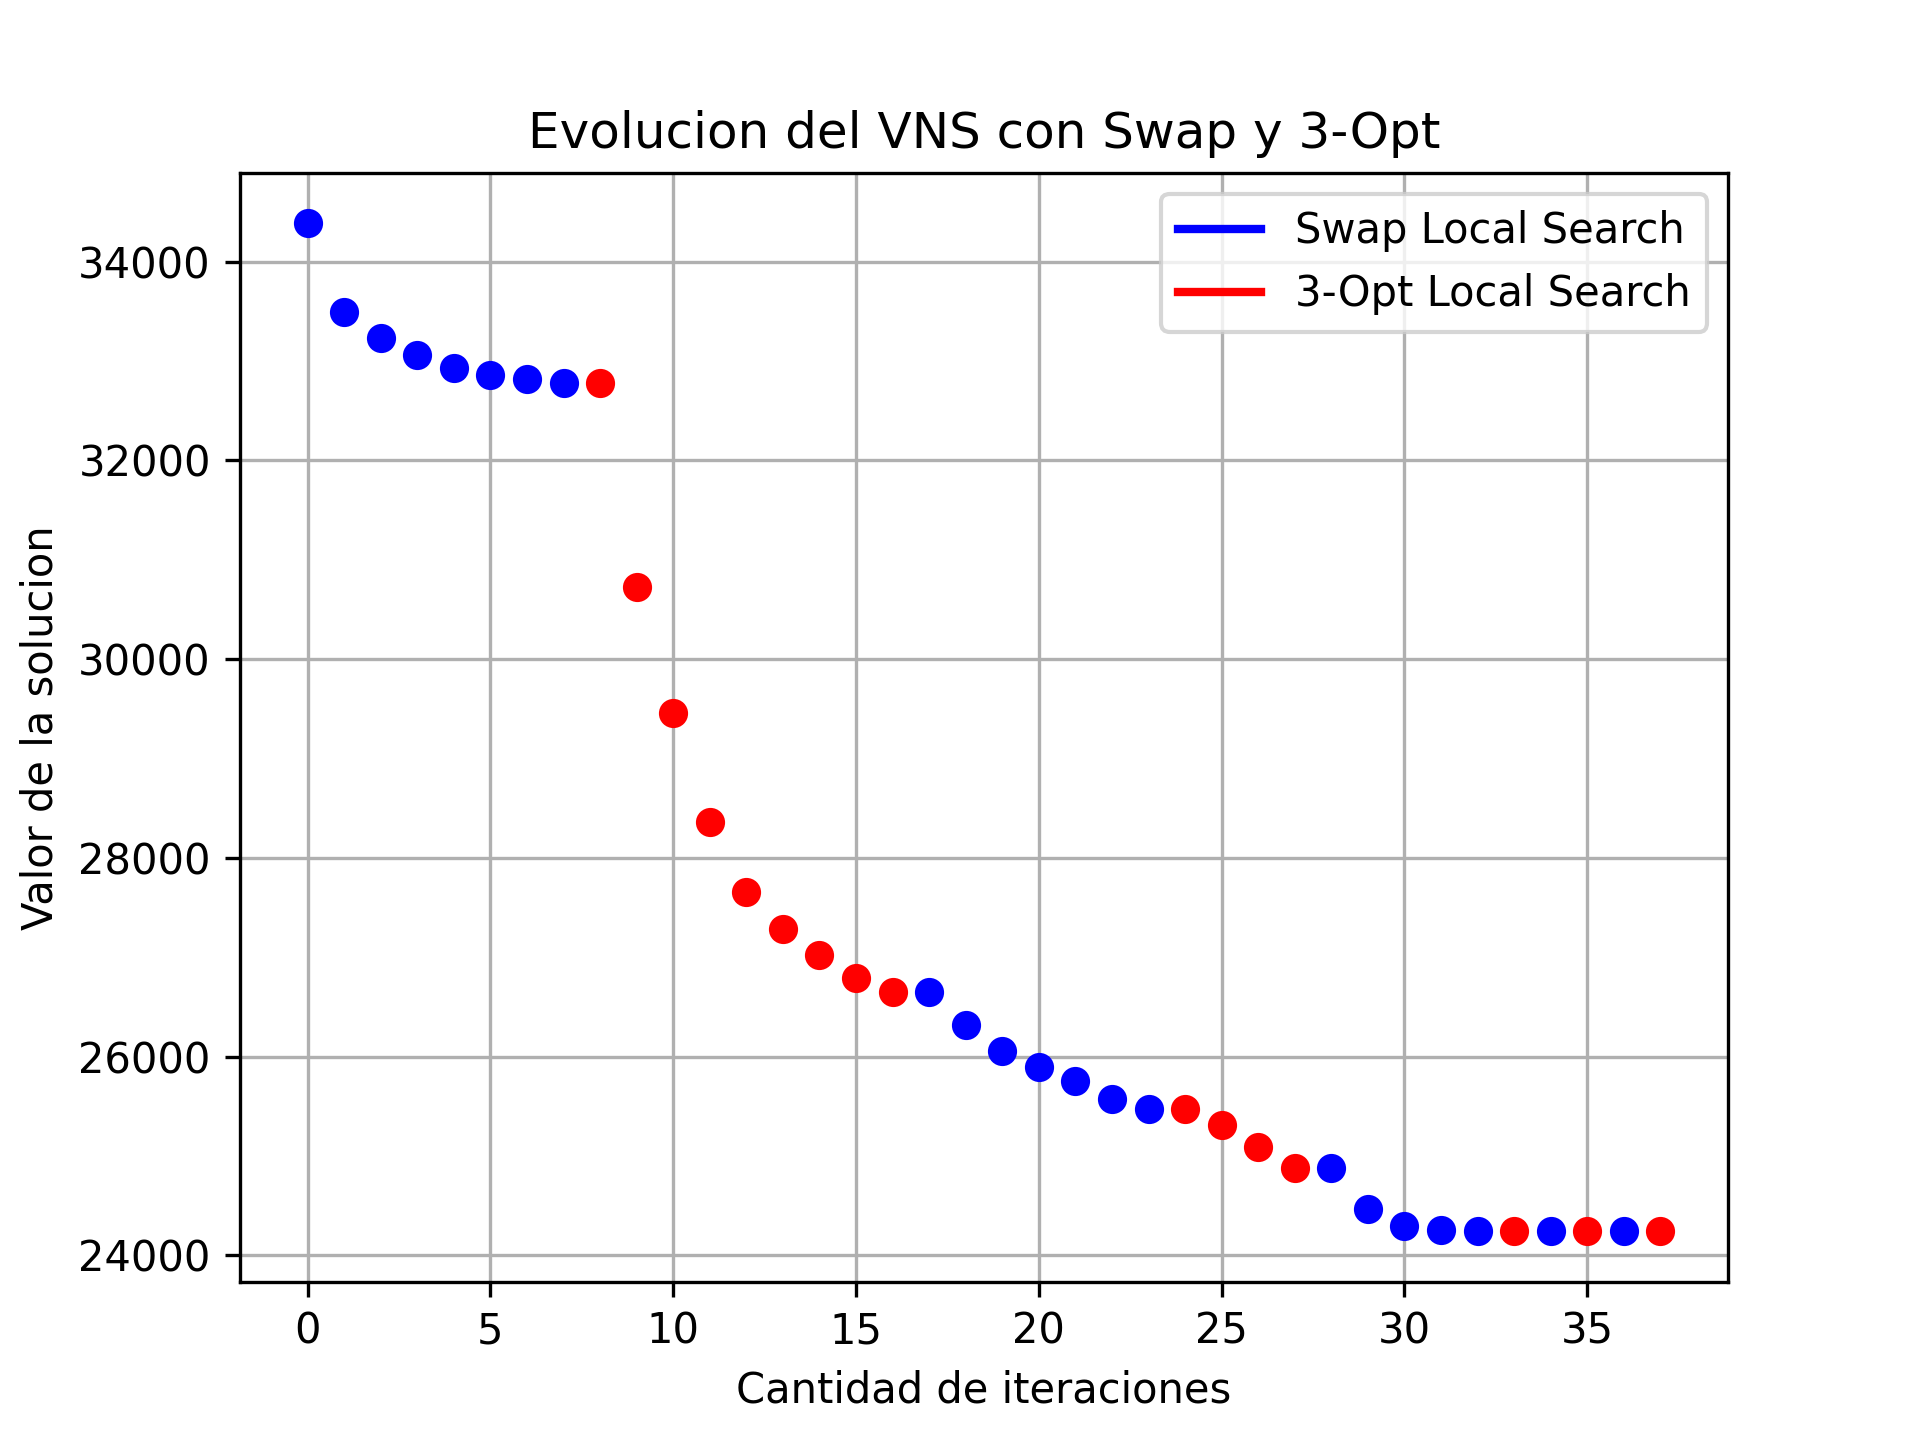 Evolucion del VNS con Swap y 3-Opt
Swap Local Search
3-Opt Local Search
34000
32000
30000
28000
26000
24000
Valor de la solucion
0 5 10 15 20 25 30 35
Cantidad de iteraciones